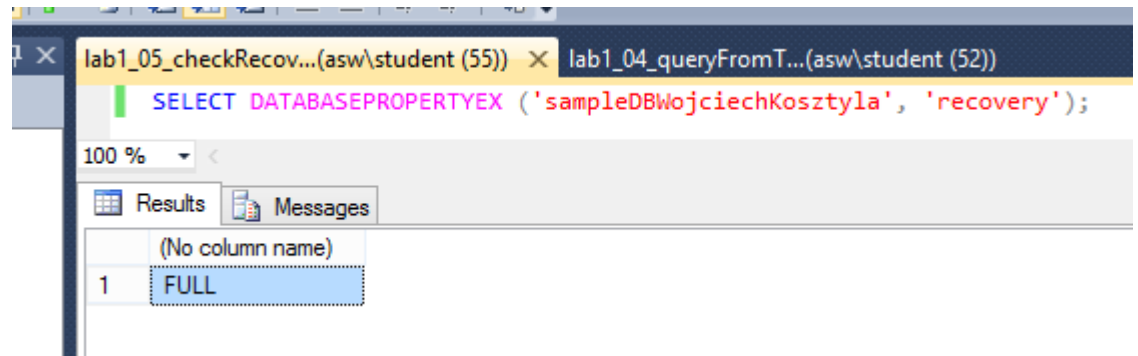 lab1_05_checkRecov...(asw\student (55)) lab1_04_queryFromT...(asw\student (52))
SELECT DATABASEPROPERTYEX ('sampleDBWojciechKosztyla', 'recovery');
100 %
Results Messages
(No column name)
1 FULL